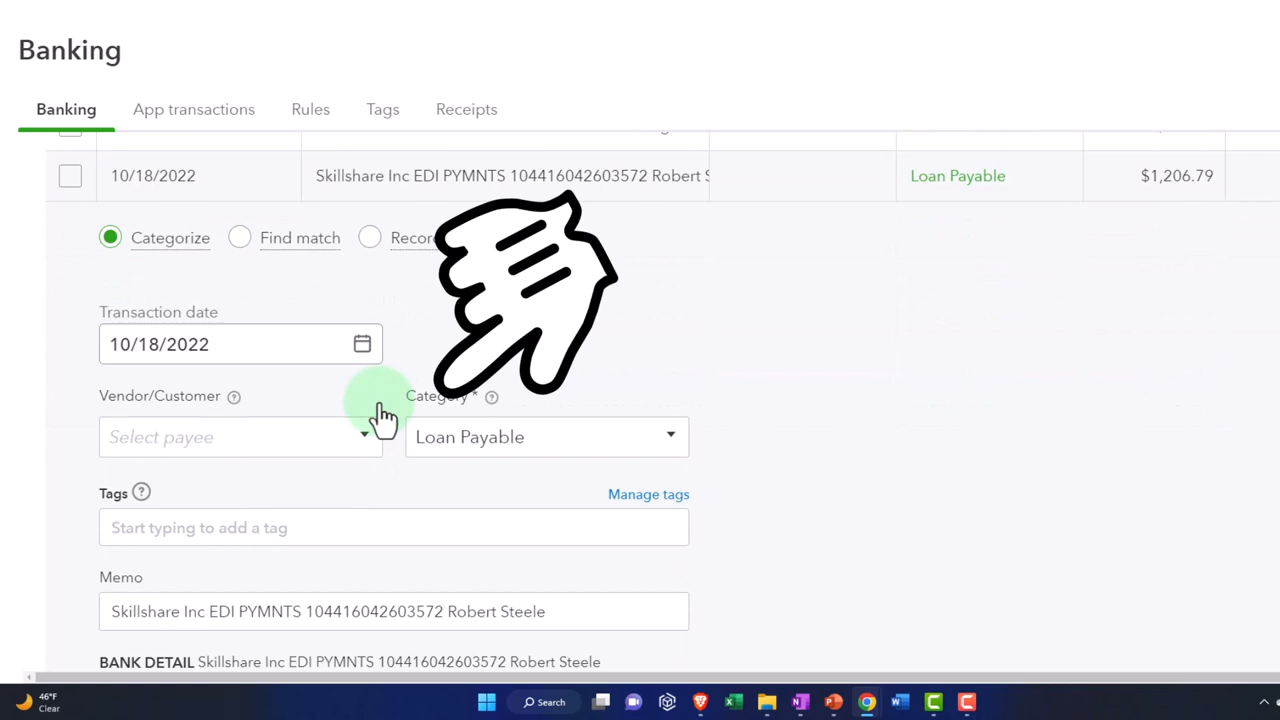 Banking
Banking App transactions Rules Tags Receipts
10/18/2022 Skillshare Inc EDI PYMNTS 104416042603572 Robert S Loan Payable $1,206.79
Categorize Find match
Transaction date
10/18/2022
Vendor/Customer ? Category * ?
Select payee Loan Payable
Tags ? Manage tags
Start typing to add a tag
Memo
Skillshare Inc EDI PYMNTS 104416042603572 Robert Steele
BANK DETAIL Skillshare Inc EDI PYMNTS 104416042603572 Robert Steele
46°F
Clear
Search